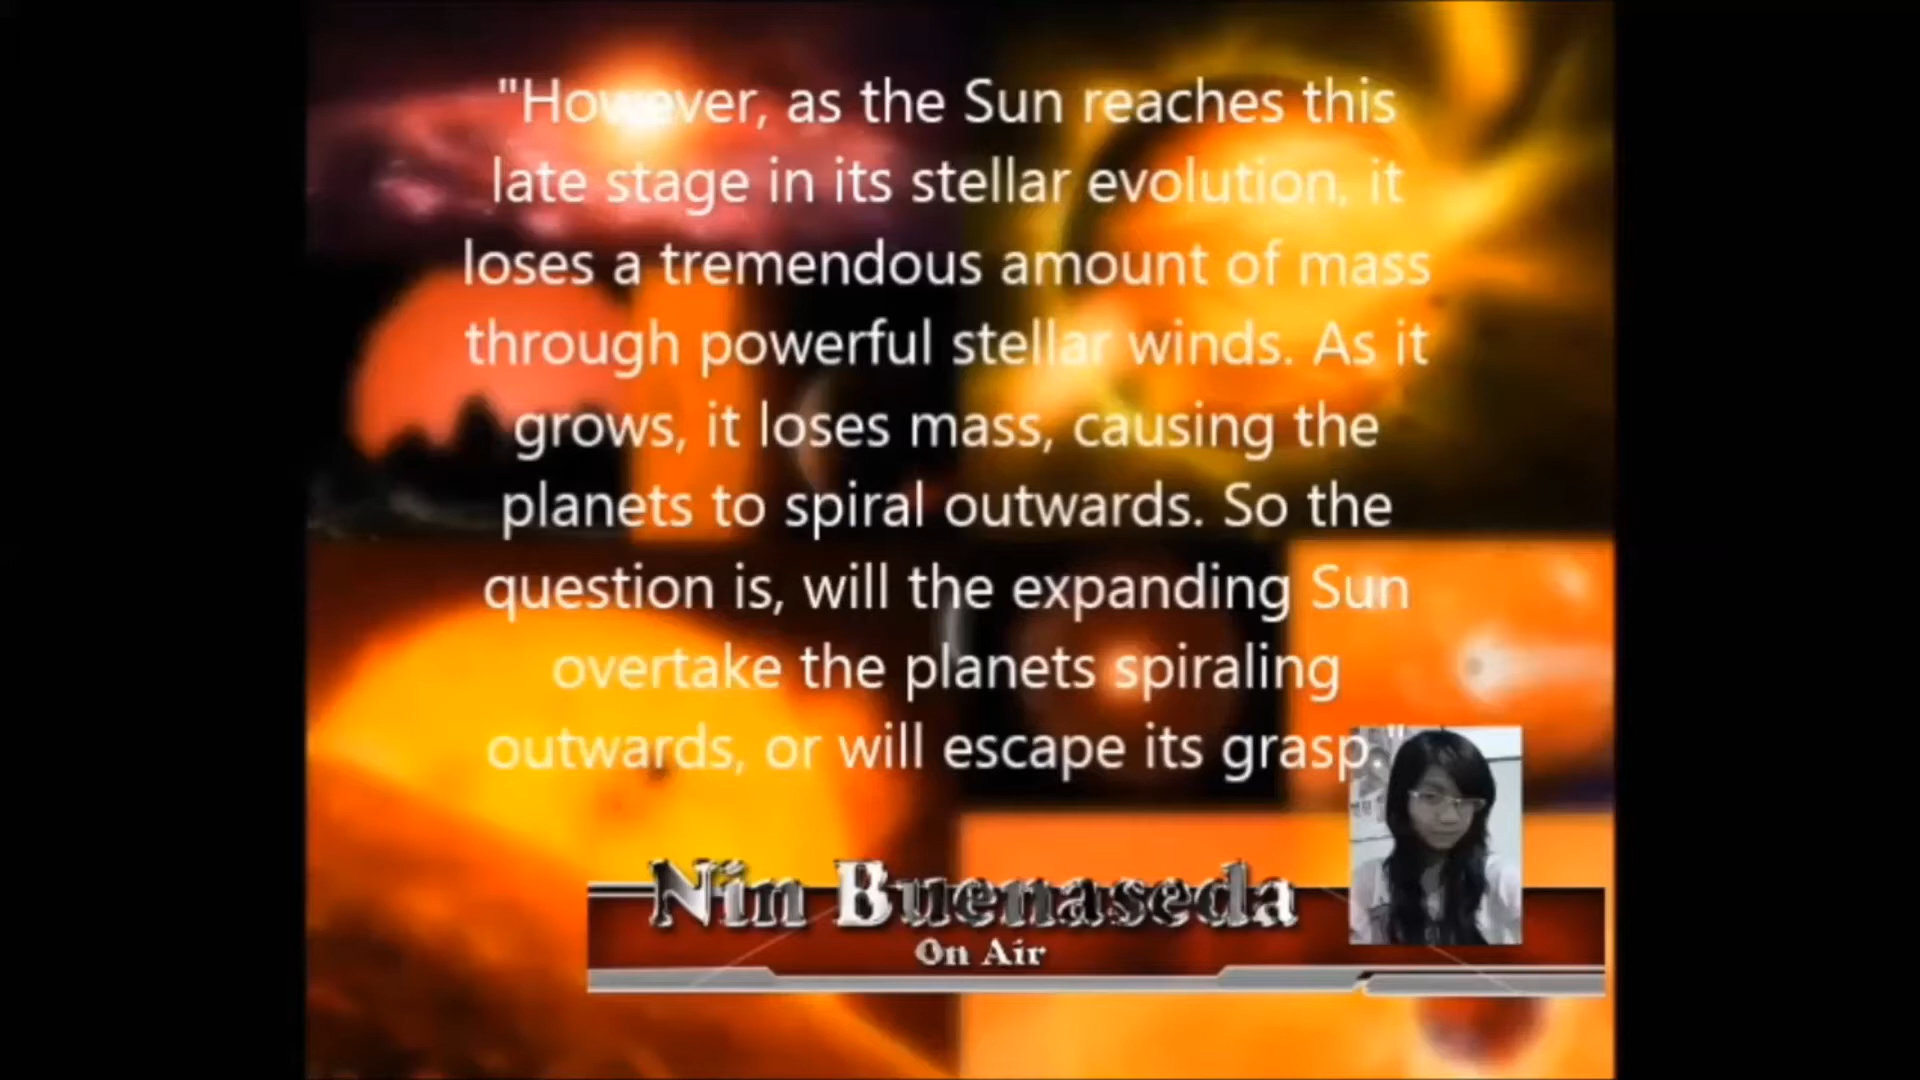 "However, as the Sun reaches this
late stage in its stellar evolution, it
loses a tremendous amount of mass
through powerful stellar winds. As it
grows, it loses mass, causing the
planets to spiral outwards. So the
question is, will the expanding Sun
overtake the planets spiraling
outwards, or will escape its grasp."
Nin Buenaseda
On Air